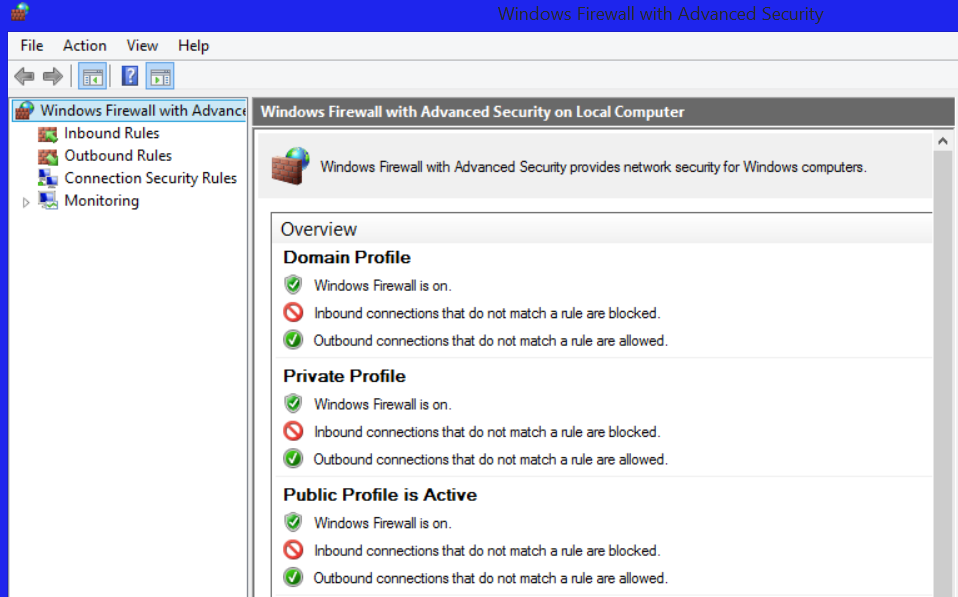 Windows Firewall with Advanced Security
File Action View Help
Windows Firewall with Advance
Inbound Rules
Outbound Rules
Connection Security Rules
Monitoring
Windows Firewall with Advanced Security on Local Computer
Windows Firewall with Advanced Security provides network security for Windows computers.
Overview
Domain Profile
Windows Firewall is on.
Inbound connections that do not match a rule are blocked.
Outbound connections that do not match a rule are allowed.
Private Profile
Windows Firewall is on.
Inbound connections that do not match a rule are blocked.
Outbound connections that do not match a rule are allowed.
Public Profile is Active
Windows Firewall is on.
Inbound connections that do not match a rule are blocked.
Outbound connections that do not match a rule are allowed.